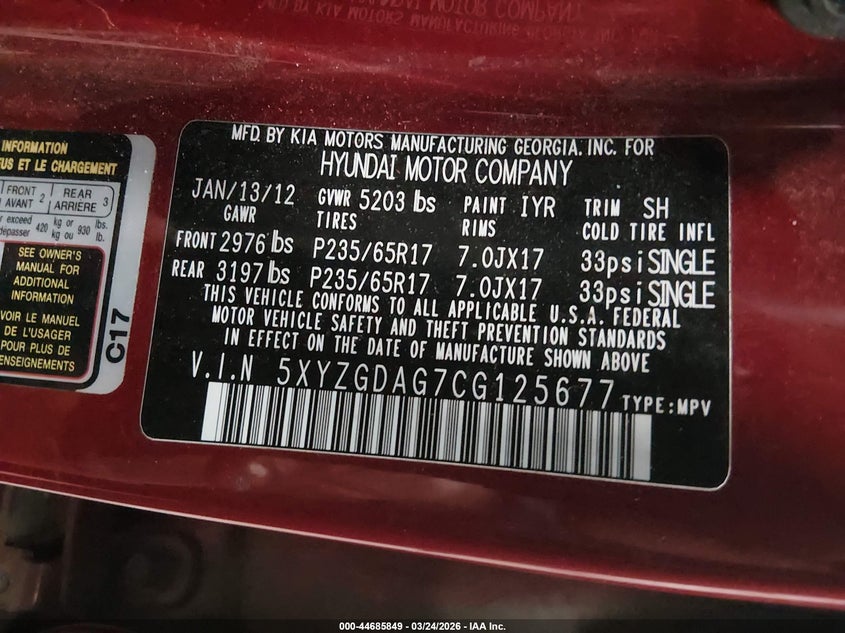 MFD. BY KIA MOTORS MANUFACTURING GEORGIA, INC. FOR
HYUNDAI MOTOR COMPANY
JAN/13/12 GVWR 5203 lbs PAINT IYR TRIM SH
GAWR TIRES RIMS COLD TIRE INFL
FRONT 2976 lbs P235/65R17 7.0JX17 33psi SINGLE
REAR 3197 lbs P235/65R17 7.0JX17 33psi SINGLE
THIS VEHICLE CONFORMS TO ALL APPLICABLE U.S.A. FEDERAL
MOTOR VEHICLE SAFETY AND THEFT PREVENTION STANDARDS
IN EFFECT ON THE DATE OF MANUFACTURE SHOWN ABOVE
V.I.N 5XYZGDAG7CG125677 TYPE:MPV
INFORMATION
ET LE CHARGEMENT
FRONT 2 REAR 3
AVANT ARRIERE
exceed 420 kg or 930 lbs.
kg ou lb.
SEE OWNER'S
MANUAL FOR
ADDITIONAL
INFORMATION
VOIR LE MANUEL
DE L'USAGER
POUR PLUS DE
C17
000-44685849 - 03/24/2026 - IAA Inc.